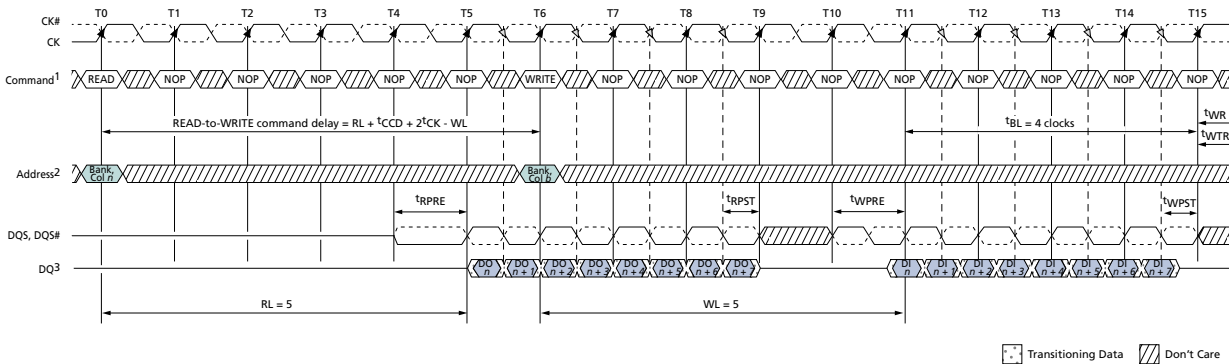 T0 T1 T2 T3 T4 T5 T6 T7 T8 T9 T10 T11 T12 T13 T14 T15
CK#
CK
Command1 READ NOP NOP NOP NOP NOP WRITE NOP NOP NOP NOP NOP NOP NOP NOP NOP
READ-to-WRITE command delay = RL + tCCD + 2tCK - WL
tBL = 4 clocks
tWR
tWTR
Address2 Bank, Col n Bank, Col b
tRPRE tRPST tWPRE tWPST
DQS, DQS#
DQ3 DO n DO n + 1 DO n + 2 DO n + 3 DO n + 4 DO n + 5 DO n + 6 DO n + 7 DI n DI n + 1 DI n + 2 DI n + 3 DI n + 4 DI n + 5 DI n + 6 DI n + 7
RL = 5 WL = 5
Transitioning Data Don't Care